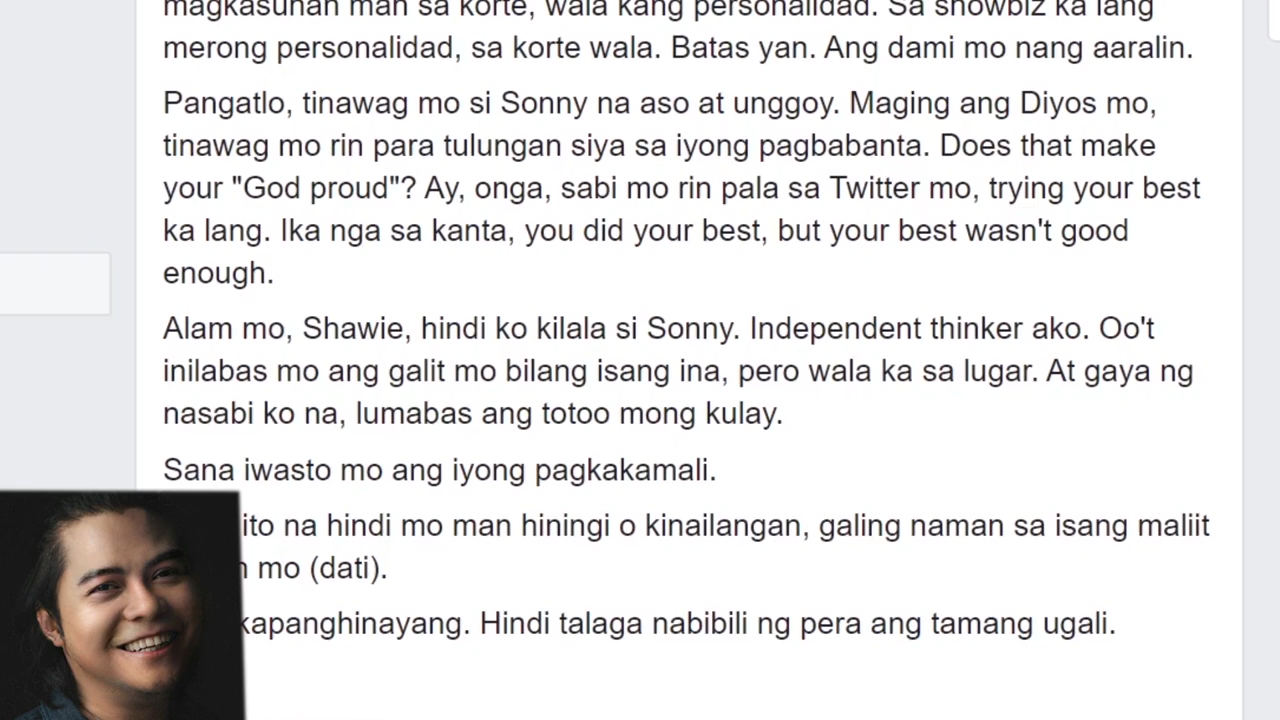 magkasuhan man sa korte, wala kang personalidad. Sa showbiz ka lang
merong personalidad, sa korte wala. Batas yan. Ang dami mo nang aaralin.
Pangatlo, tinawag mo si Sonny na aso at unggoy. Maging ang Diyos mo,
tinawag mo rin para tulungan siya sa iyong pagbabanta. Does that make
your "God proud"? Ay, onga, sabi mo rin pala sa Twitter mo, trying your best
ka lang. Ika nga sa kanta, you did your best, but your best wasn't good
enough.
Alam mo, Shawie, hindi ko kilala si Sonny. Independent thinker ako. Oo't
inilabas mo ang galit mo bilang isang ina, pero wala ka sa lugar. At gaya ng
nasabi ko na, lumabas ang totoo mong kulay.
Sana iwasto mo ang iyong pagkakamali.
ito na hindi mo man hiningi o kinailangan, galing naman sa isang maliit
mo (dati).
kapanghinayang. Hindi talaga nabibili ng pera ang tamang ugali.